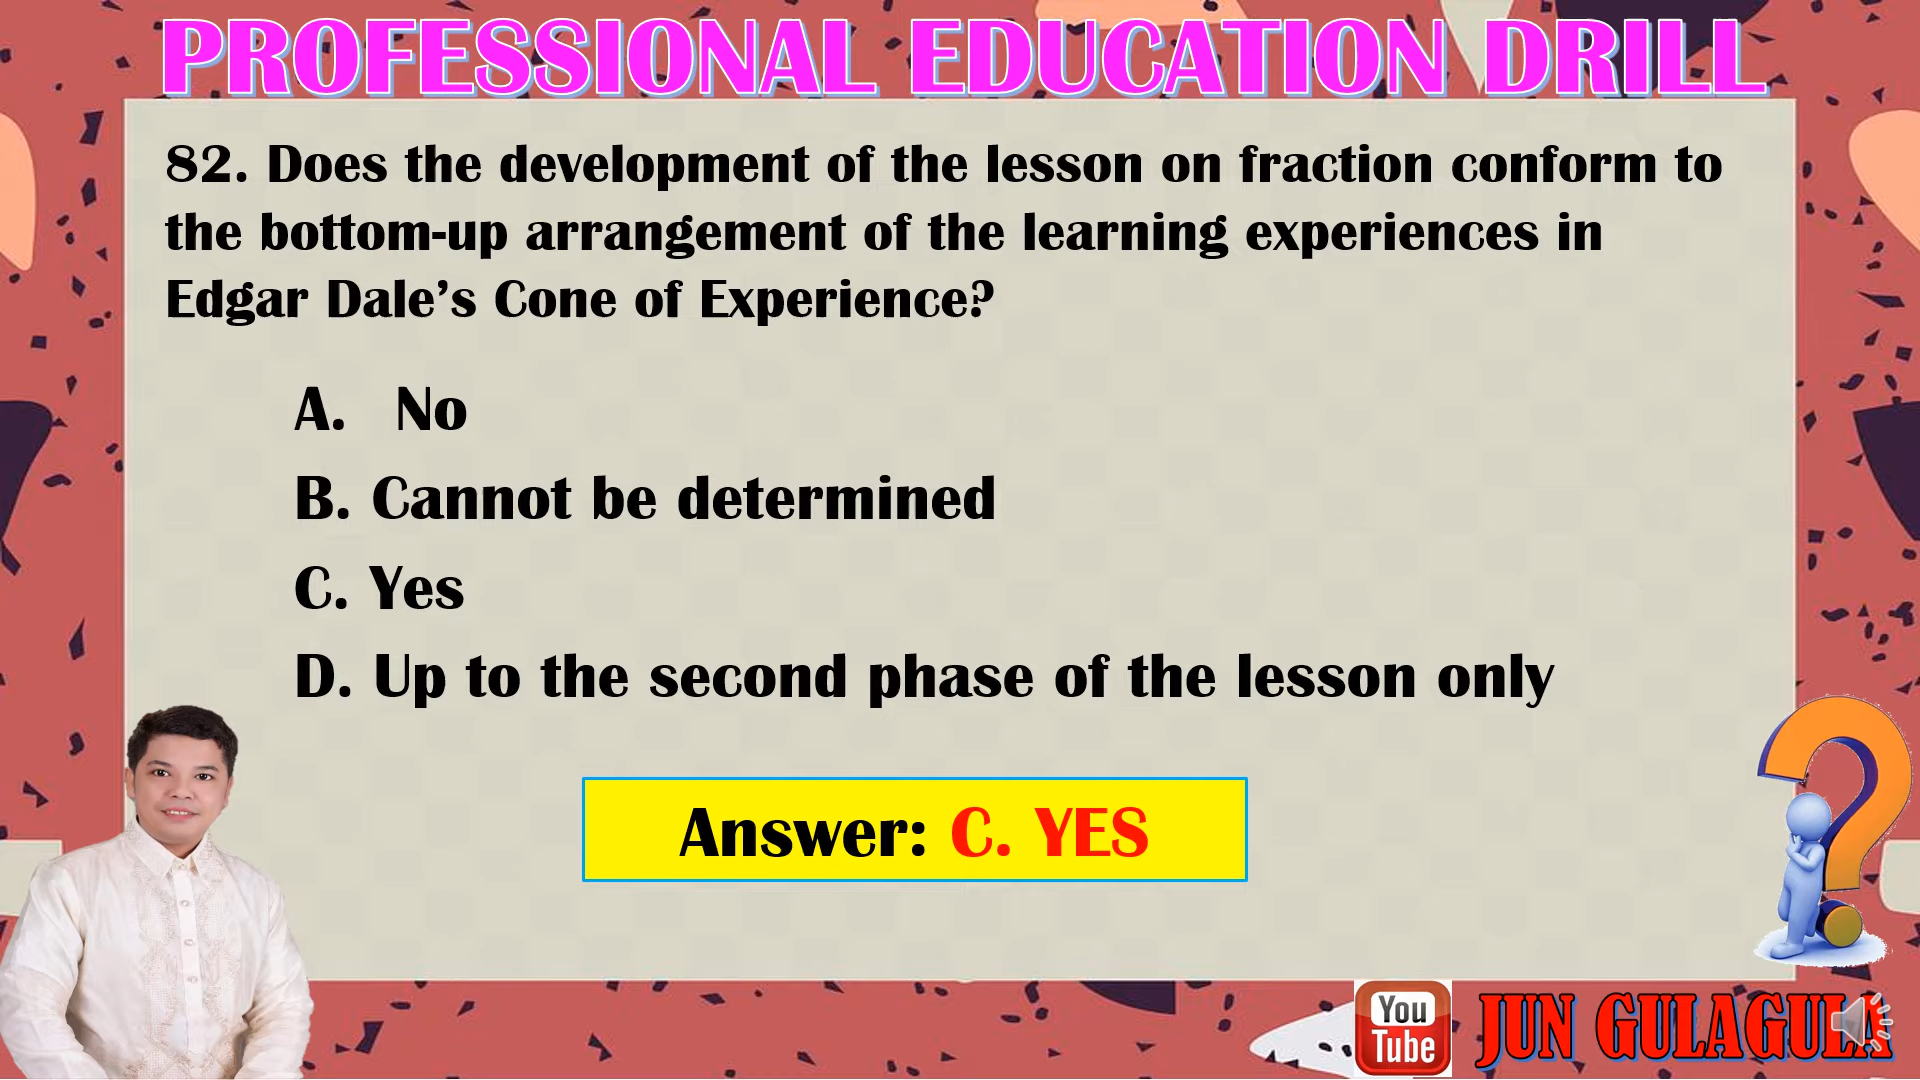 PROFESSIONAL EDUCATION DRILL
82. Does the development of the lesson on fraction conform to
the bottom-up arrangement of the learning experiences in
Edgar Dale’s Cone of Experience?
A. No
B. Cannot be determined
C. Yes
D. Up to the second phase of the lesson only
Answer: C. YES
You
Tube
JUN GULAGULA